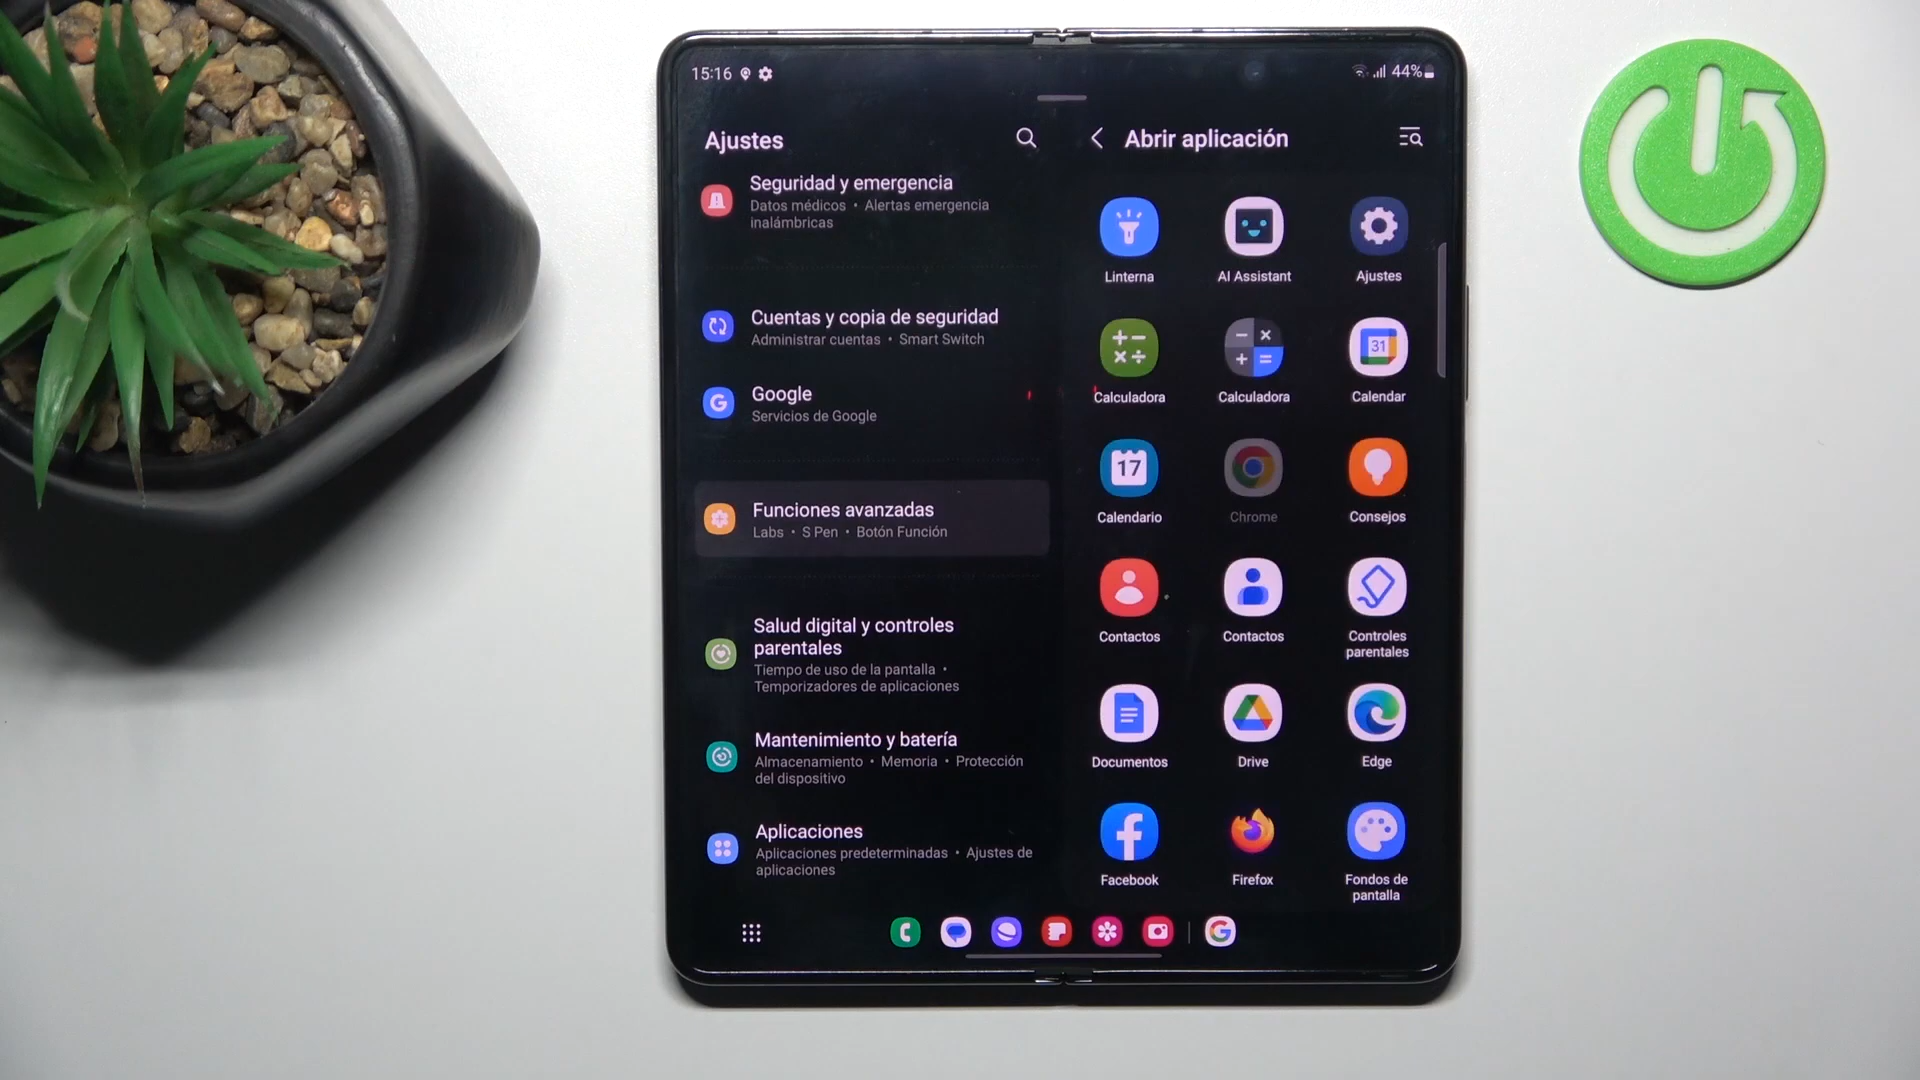 15:16
44%
Ajustes
Seguridad y emergencia
Datos médicos • Alertas emergencia
inalámbricas
Cuentas y copia de seguridad
Administrar cuentas • Smart Switch
Google
Servicios de Google
Funciones avanzadas
Labs • S Pen • Botón Función
Salud digital y controles
parentales
Tiempo de uso de la pantalla •
Temporizadores de aplicaciones
Mantenimiento y batería
Almacenamiento • Memoria • Protección
del dispositivo
Aplicaciones
Aplicaciones predeterminadas • Ajustes de
aplicaciones
Abrir aplicación
Linterna
AI Assistant
Ajustes
Calculadora
Calculadora
31
Calendar
17
Calendario
Chrome
Consejos
Contactos
Contactos
Controles
parentales
Documentos
Drive
Edge
Facebook
Firefox
Fondos de
pantalla